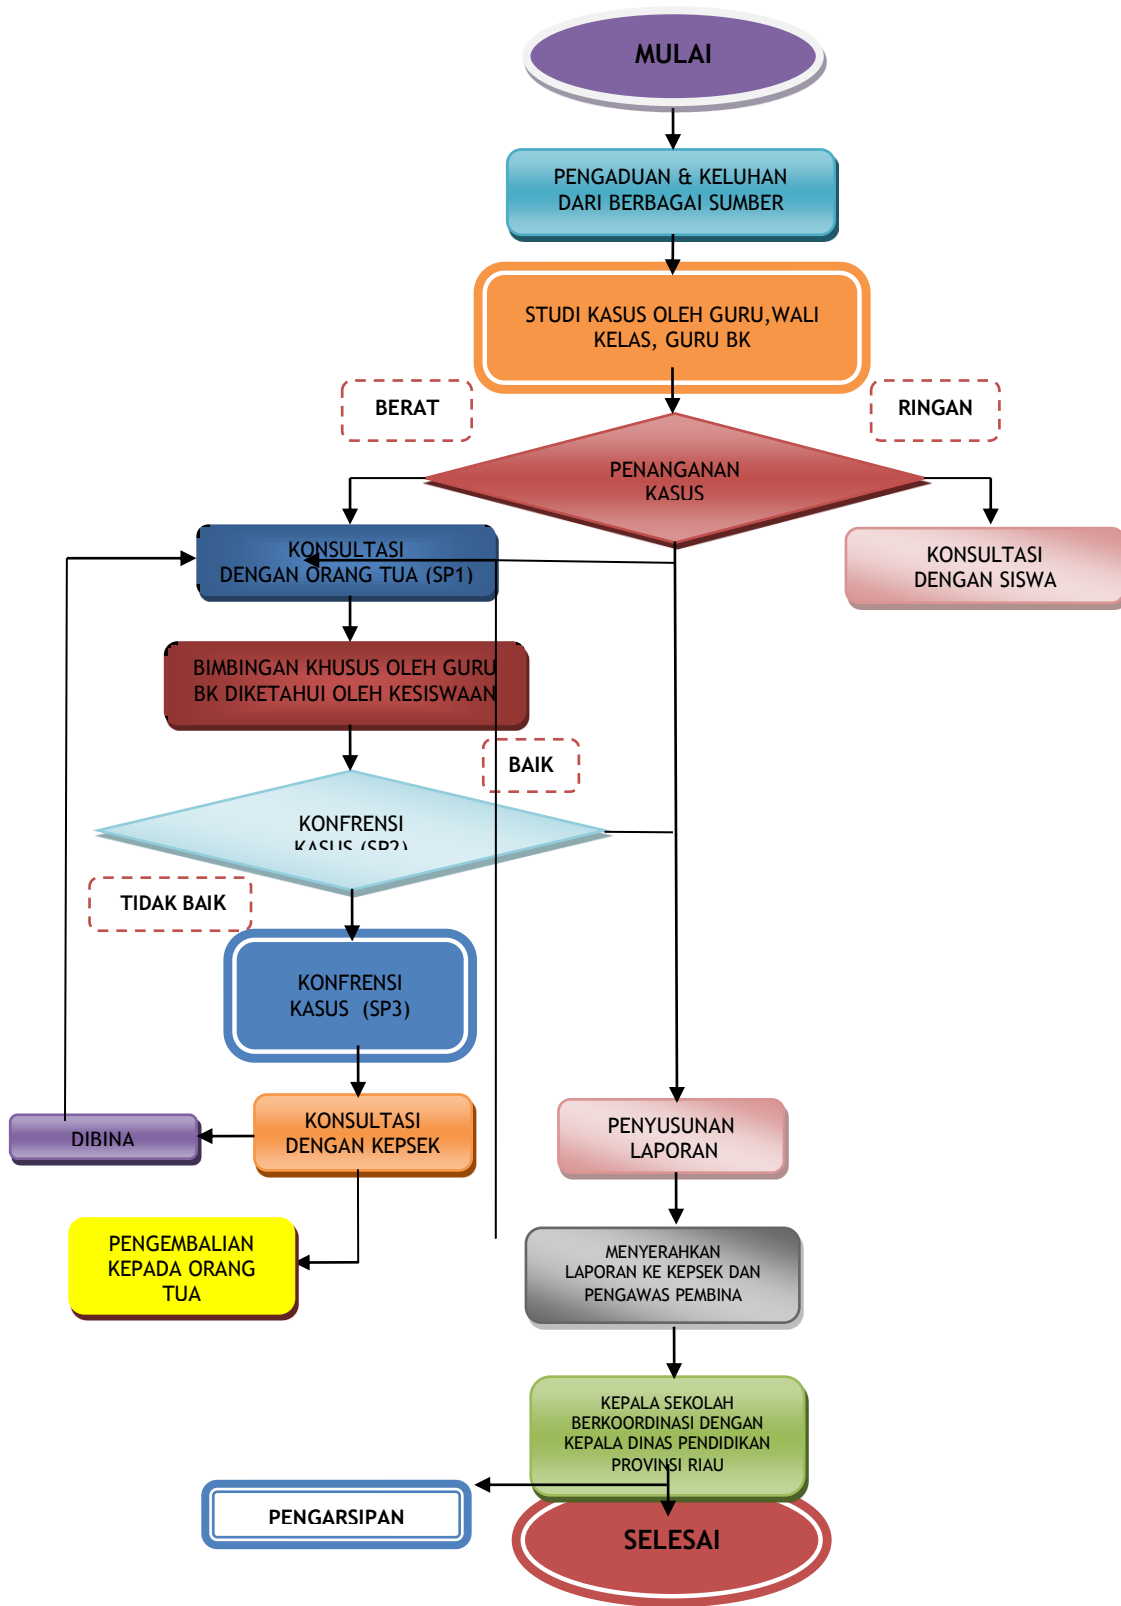 MULAI
PENGADUAN & KELUHAN
DARI BERBAGAI SUMBER
STUDI KASUS OLEH GURU,WALI
KELAS, GURU BK
BERAT
RINGAN
PENANGANAN
KASUS
KONSULTASI
DENGAN ORANG TUA (SP1)
KONSULTASI
DENGAN SISWA
BIMBINGAN KHUSUS OLEH GURU
BK DIKETAHUI OLEH KESISWAAN
BAIK
KONFRENSI
KASUS (SP2)
TIDAK BAIK
KONFRENSI
KASUS (SP3)
KONSULTASI
DENGAN KEPSEK
DIBINA
PENYUSUNAN
LAPORAN
PENGEMBALIAN
KEPADA ORANG
TUA
MENYERAHKAN
LAPORAN KE KEPSEK DAN
PENGAWAS PEMBINA
KEPALA SEKOLAH
BERKOORDINASI DENGAN
KEPALA DINAS PENDIDIKAN
PROVINSI RIAU
PENGARSIPAN
SELESAI